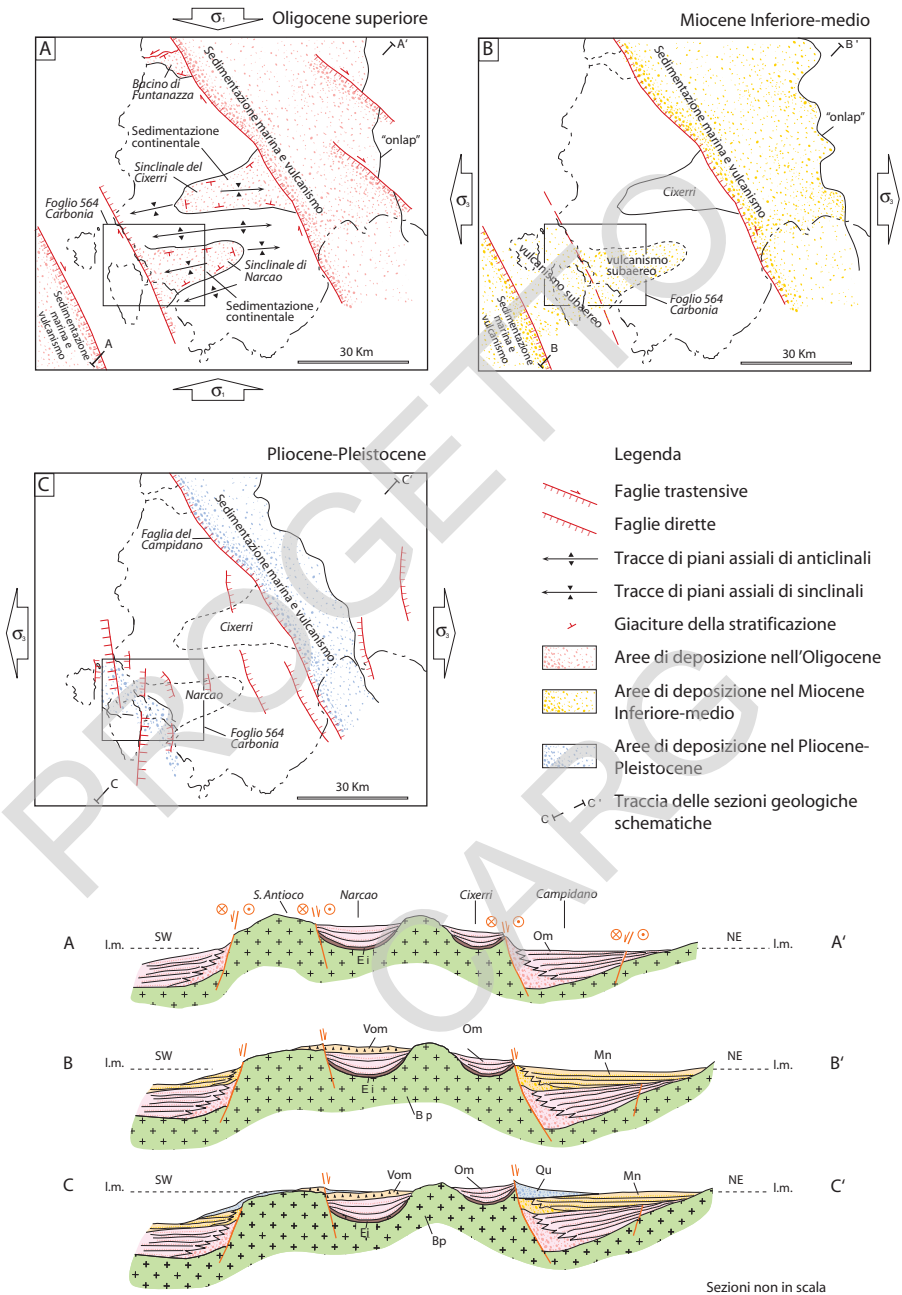 Oligocene superiore
σ1
A
A'
Bacino di
Funtanazza
Sedimentazione
continentale
Sinclinale del
Cixerri
Foglio 564
Carbonia
Sedimentazione marina e vulcanismo
"onlap"
Sinclinale di
Narcao
Sedimentazione
continentale
Sedimentazione
marina e
vulcanismo
A
30 Km
σ1
Miocene Inferiore-medio
B
B '
Sedimentazione marina e vulcanismo
"onlap"
Cixerri
σ3
σ3
vulcanismo
subaereo
vulcanismo subaereo
Foglio 564
Carbonia
Sedimentazione
marina e
vulcanismo
B
30 Km
Pliocene-Pleistocene
C
C'
Faglia del
Campidano
Sedimentazione marina e vulcanismo
Cixerri
σ3
σ3
Narcao
Foglio 564
Carbonia
C
30 Km
Legenda
Faglie trastensive
Faglie dirette
Tracce di piani assiali di anticlinali
Tracce di piani assiali di sinclinali
Giaciture della stratificazione
Aree di deposizione nell'Oligocene
Aree di deposizione nel Miocene
Inferiore-medio
Aree di deposizione nel Pliocene-
Pleistocene
C C' Traccia delle sezioni geologiche
schematiche
S. Antioco Narcao Cixerri Campidano
A l.m. SW Om NE l.m. A'
E i
Vom Om Mn
B l.m. SW NE l.m. B'
E i
B p
Vom Om Qu Mn
C l.m. SW NE l.m. C'
Ei
Bp
Sezioni non in scala
PROGETTO
CARG